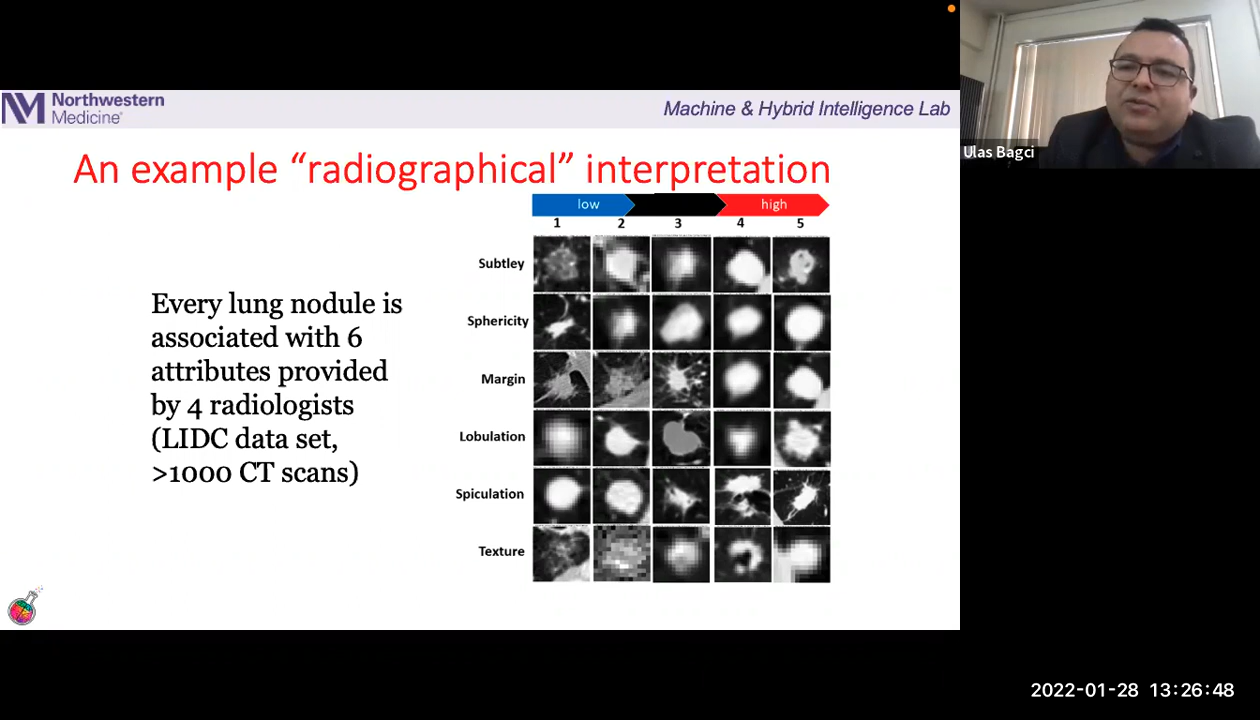 Northwestern
Medicine®
Machine & Hybrid Intelligence Lab
Ulas Bagci
An example “radiographical” interpretation
low high
1 2 3 4 5
Every lung nodule is
associated with 6
attributes provided
by 4 radiologists
(LIDC data set,
>1000 CT scans)
Subtley
Sphericity
Margin
Lobulation
Spiculation
Texture
2022-01-28 13:26:48